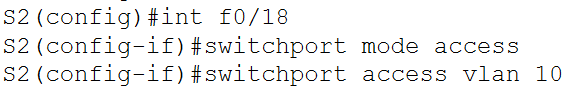 S2(config)#int f0/18
S2(config-if)#switchport mode access
S2(config-if)#switchport access vlan 10